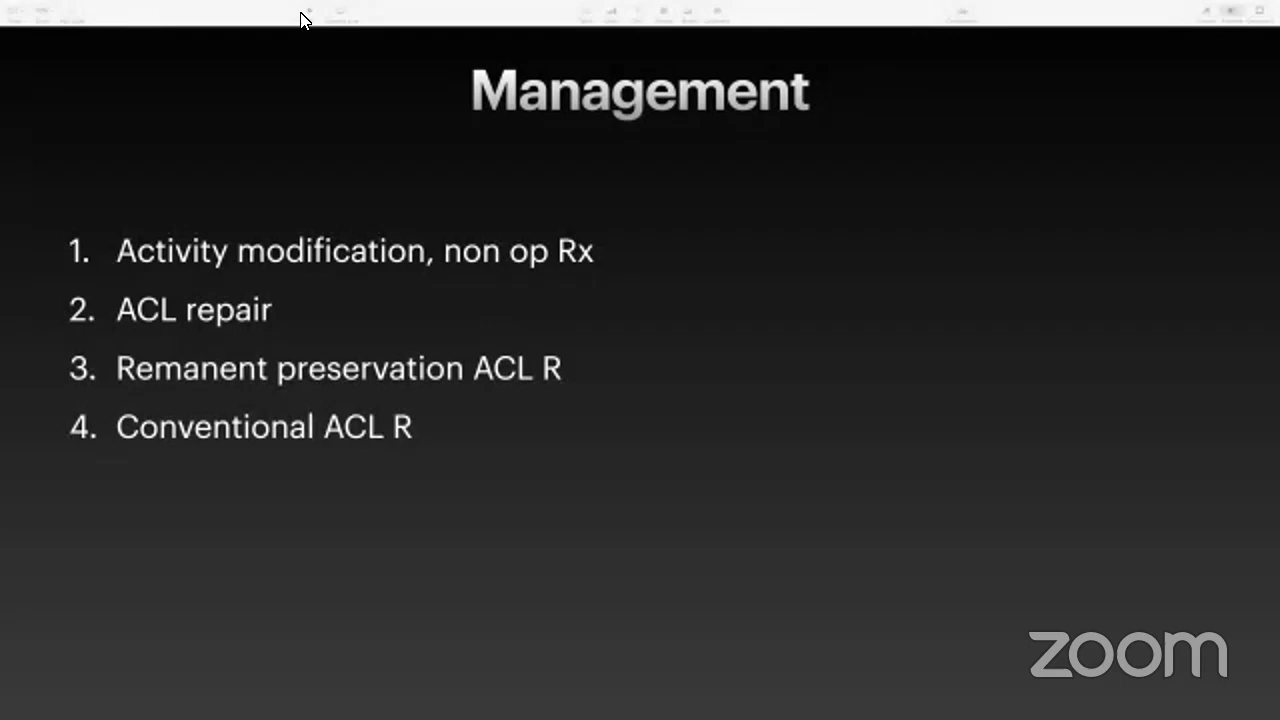 Management
1. Activity modification, non op Rx
2. ACL repair
3. Remanent preservation ACL R
4. Conventional ACL R
zoom